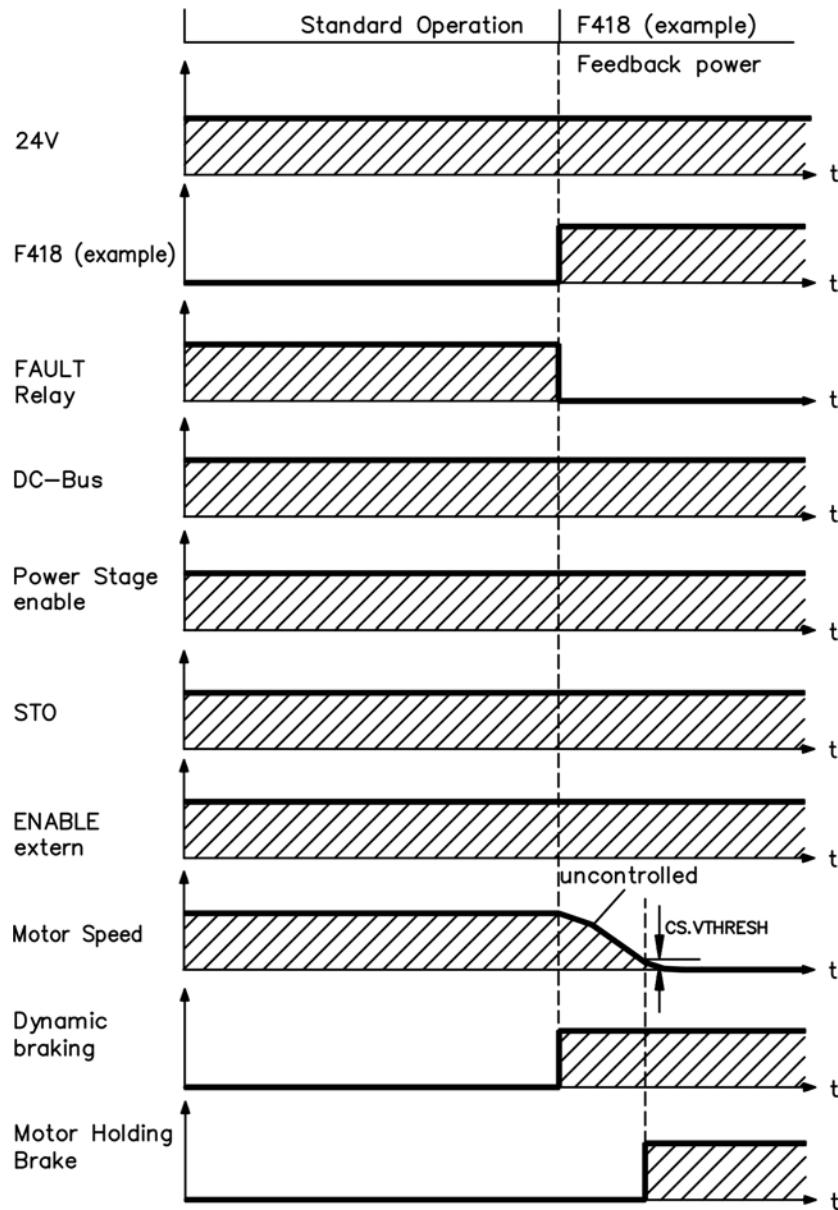 Standard Operation
F418 (example)
Feedback power
24V
t
F418 (example)
t
FAULT
Relay
t
DC-Bus
t
Power Stage
enable
t
STO
t
ENABLE
extern
t
uncontrolled
CS.VTHRESH
Motor Speed
t
Dynamic
braking
t
Motor Holding
Brake
t